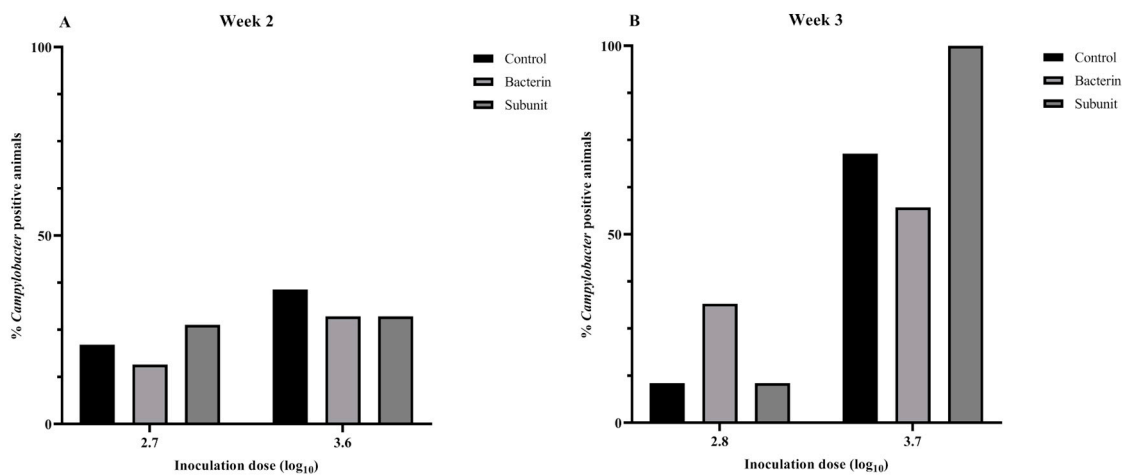 A
Week 2
Control
Bacterin
Subunit
% Campylobacter positive animals
100
50
0
2.7
3.6
Inoculation dose (log10)
B
Week 3
Control
Bacterin
Subunit
% Campylobacter positive animals
100
50
0
2.8
3.7
Inoculation dose (log10)